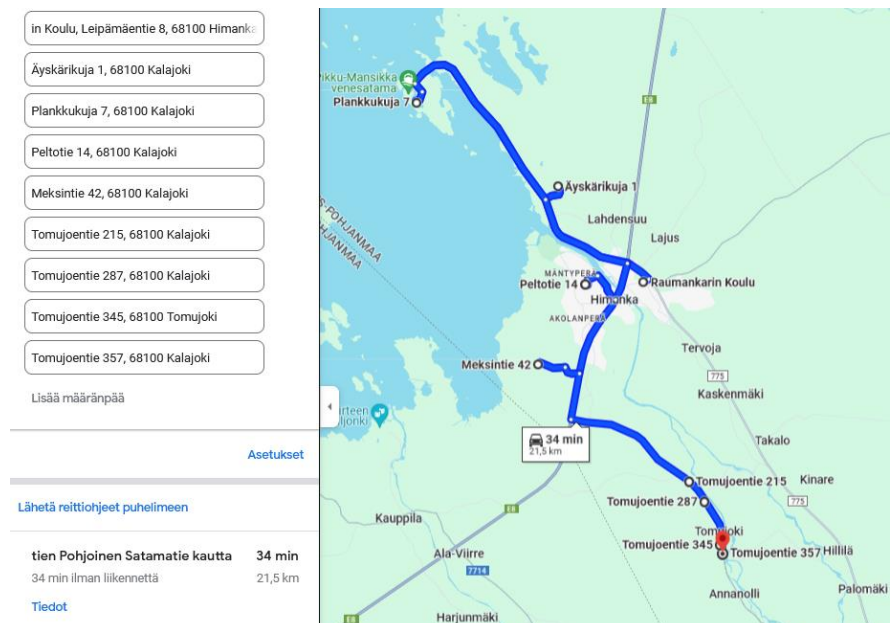 in Koulu, Leipämäentie 8, 68100 Himanka
Äyskärikuja 1, 68100 Kalajoki
Plankkukuja 7, 68100 Kalajoki
Peltotie 14, 68100 Kalajoki
Meksintie 42, 68100 Kalajoki
Tomujoentie 215, 68100 Kalajoki
Tomujoentie 287, 68100 Kalajoki
Tomujoentie 345, 68100 Tomujoki
Tomujoentie 357, 68100 Kalajoki
Lisää määränpää
Asetukset
Lähetä reittiohjeet puhelimeen
tien Pohjoinen Satamatie kautta 34 min
34 min ilman liikennettä 21,5 km
Tiedot
ikku-Mansikka
venesatama
Plankkukuja 7
E8
Äyskärikuja 1
Lahdensuu
Lajus
S-POHJANMAA
POHJANMAA
MÄNTYPERÄ
Peltotie 14
Raumankarin Koulu
Himanka
AKOLANPERÄ
Tervoja
Meksintie 42
775
Kaskenmäki
34 min
21,5 km
Takalo
Tomujoentie 215
Kinare
Tomujoentie 287
775
E8
Kauppila
Tomujoki
Tomujoentie 345
Tomujoentie 357
Hillilä
Ala-Viirre
7714
Annanolli
Palomäki
E8
Harjunmäki